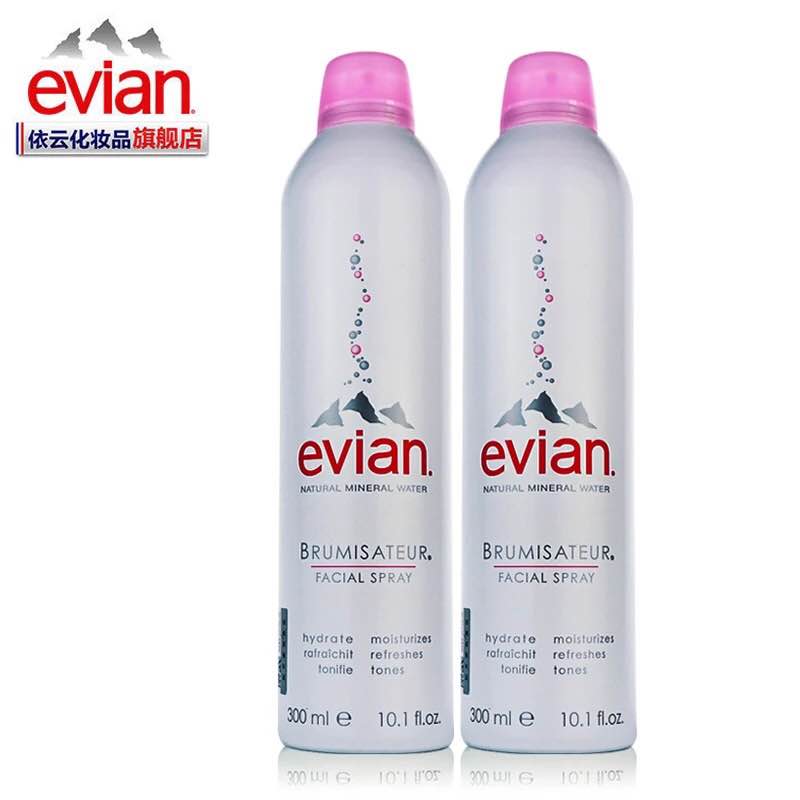 evian.
依云化妆品旗舰店
evian.
NATURAL MINERAL WATER
BRUMISATEUR®
FACIAL SPRAY
hydrate moisturizes
rafraîchit refreshes
tonifie tones
300 ml e 10.1 fl.oz.
evian.
NATURAL MINERAL WATER
BRUMISATEUR®
FACIAL SPRAY
hydrate moisturizes
rafraîchit refreshes
tonifie tones
300 ml e 10.1 fl.oz.